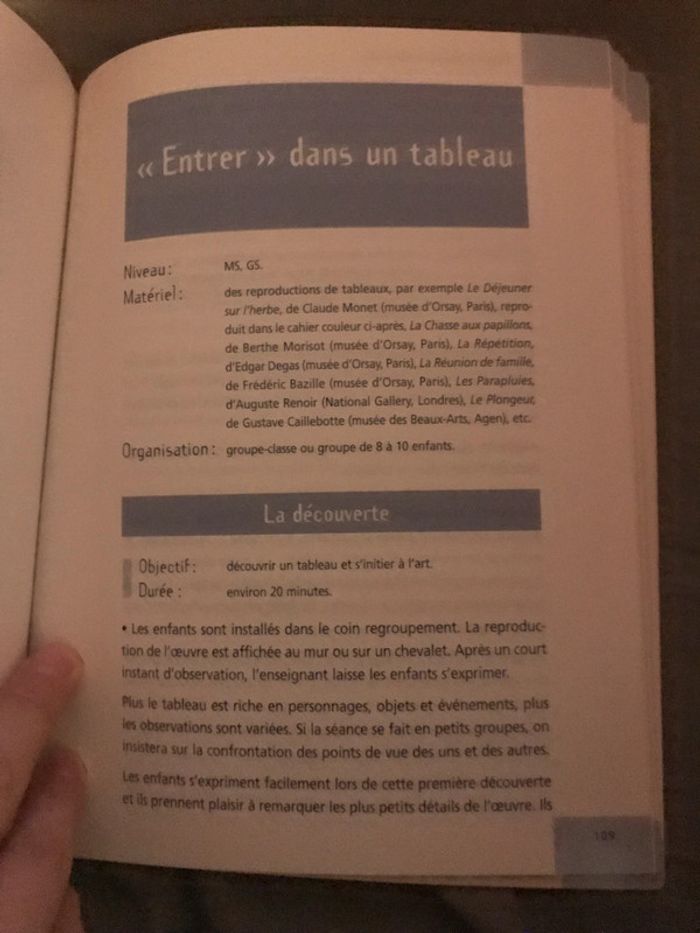 « Entrer » dans un tableau
Niveau : MS, GS.
Matériel : des reproductions de tableaux, par exemple Le Déjeuner
sur l'herbe, de Claude Monet (musée d'Orsay, Paris), repro-
duit dans le cahier couleur ci-après, La Chasse aux papillons,
de Berthe Morisot (musée d'Orsay, Paris), La Répétition,
d'Edgar Degas (musée d'Orsay, Paris), La Réunion de famille,
de Frédéric Bazille (musée d'Orsay, Paris), Les Parapluies,
d'Auguste Renoir (National Gallery, Londres), Le Plongeur,
de Gustave Caillebotte (musée des Beaux-Arts, Agen), etc.
Organisation : groupe-classe ou groupe de 8 à 10 enfants.
La découverte
Objectif : découvrir un tableau et s'initier à l'art.
Durée : environ 20 minutes.
• Les enfants sont installés dans le coin regroupement. La reproduc-
tion de l'œuvre est affichée au mur ou sur un chevalet. Après un court
instant d'observation, l'enseignant laisse les enfants s'exprimer.
Plus le tableau est riche en personnages, objets et événements, plus
les observations sont variées. Si la séance se fait en petits groupes, on
insistera sur la confrontation des points de vue des uns et des autres.
Les enfants s'expriment facilement lors de cette première découverte
et ils prennent plaisir à remarquer les plus petits détails de l'œuvre. Ils
109